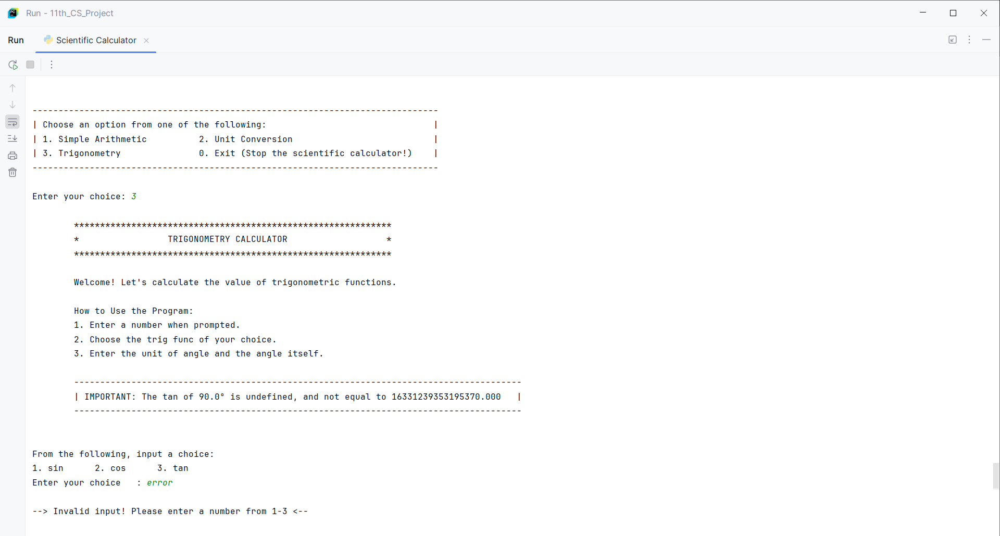 Run - 11th_CS_Project
Run Scientific Calculator
------------------------------------------------------------------------------
| Choose an option from one of the following:                                |
| 1. Simple Arithmetic          2. Unit Conversion                           |
| 3. Trigonometry               0. Exit (Stop the scientific calculator!)    |
------------------------------------------------------------------------------
Enter your choice: 3
*************************************************************
*                 TRIGONOMETRY CALCULATOR                   *
*************************************************************
Welcome! Let's calculate the value of trigonometric functions.
How to Use the Program:
1. Enter a number when prompted.
2. Choose the trig func of your choice.
3. Enter the unit of angle and the angle itself.
--------------------------------------------------------------------------------------
| IMPORTANT: The tan of 90.0° is undefined, and not equal to 16331239353195370.000   |
--------------------------------------------------------------------------------------
From the following, input a choice:
1. sin      2. cos      3. tan
Enter your choice   : error
--> Invalid input! Please enter a number from 1-3 <--